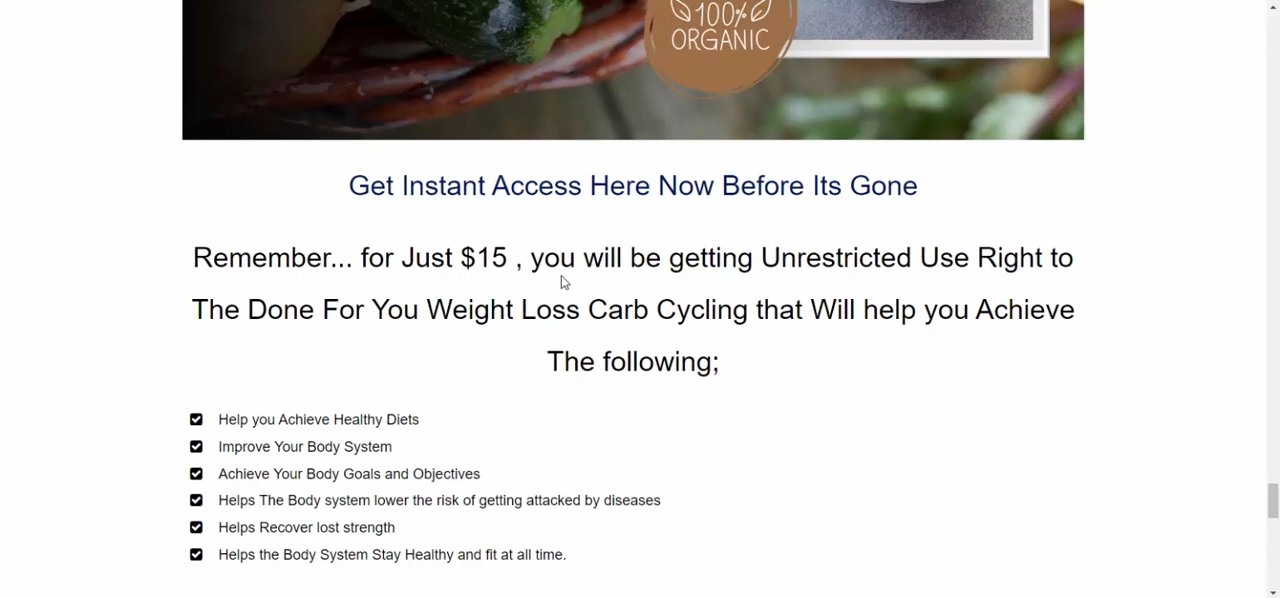 100%
ORGANIC
Get Instant Access Here Now Before Its Gone
Remember... for Just $15 , you will be getting Unrestricted Use Right to
The Done For You Weight Loss Carb Cycling that Will help you Achieve
The following;
Help you Achieve Healthy Diets
Improve Your Body System
Achieve Your Body Goals and Objectives
Helps The Body system lower the risk of getting attacked by diseases
Helps Recover lost strength
Helps the Body System Stay Healthy and fit at all time.